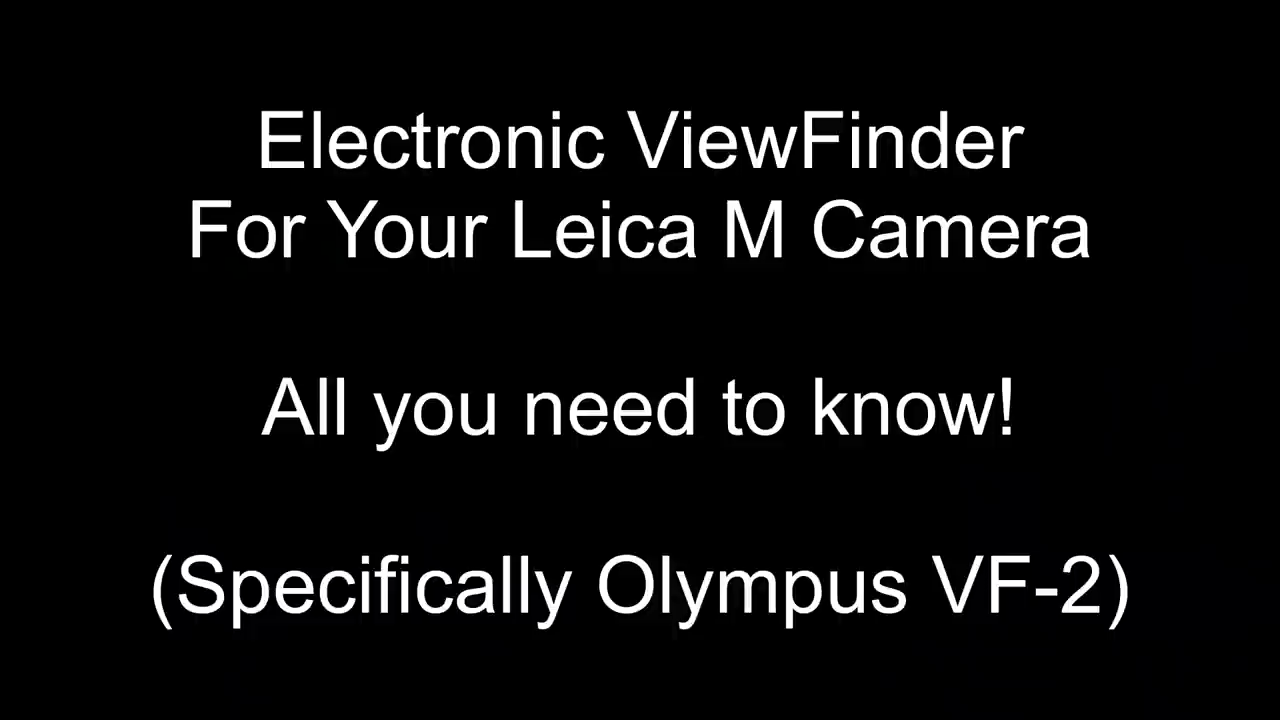 Electronic ViewFinder
For Your Leica M Camera
All you need to know!
(Specifically Olympus VF-2)